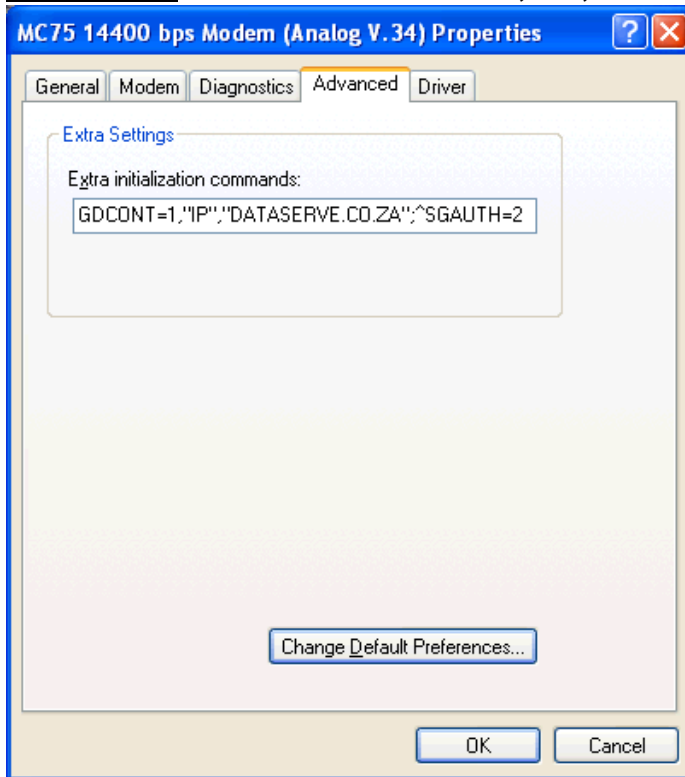 MC75 14400 bps Modem (Analog V.34) Properties
General Modem Diagnostics Advanced Driver
Extra Settings
Extra initialization commands:
GDCONT=1,"IP","DATASERVE.CO.ZA";^SGAUTH=2
Change Default Preferences...
OK Cancel